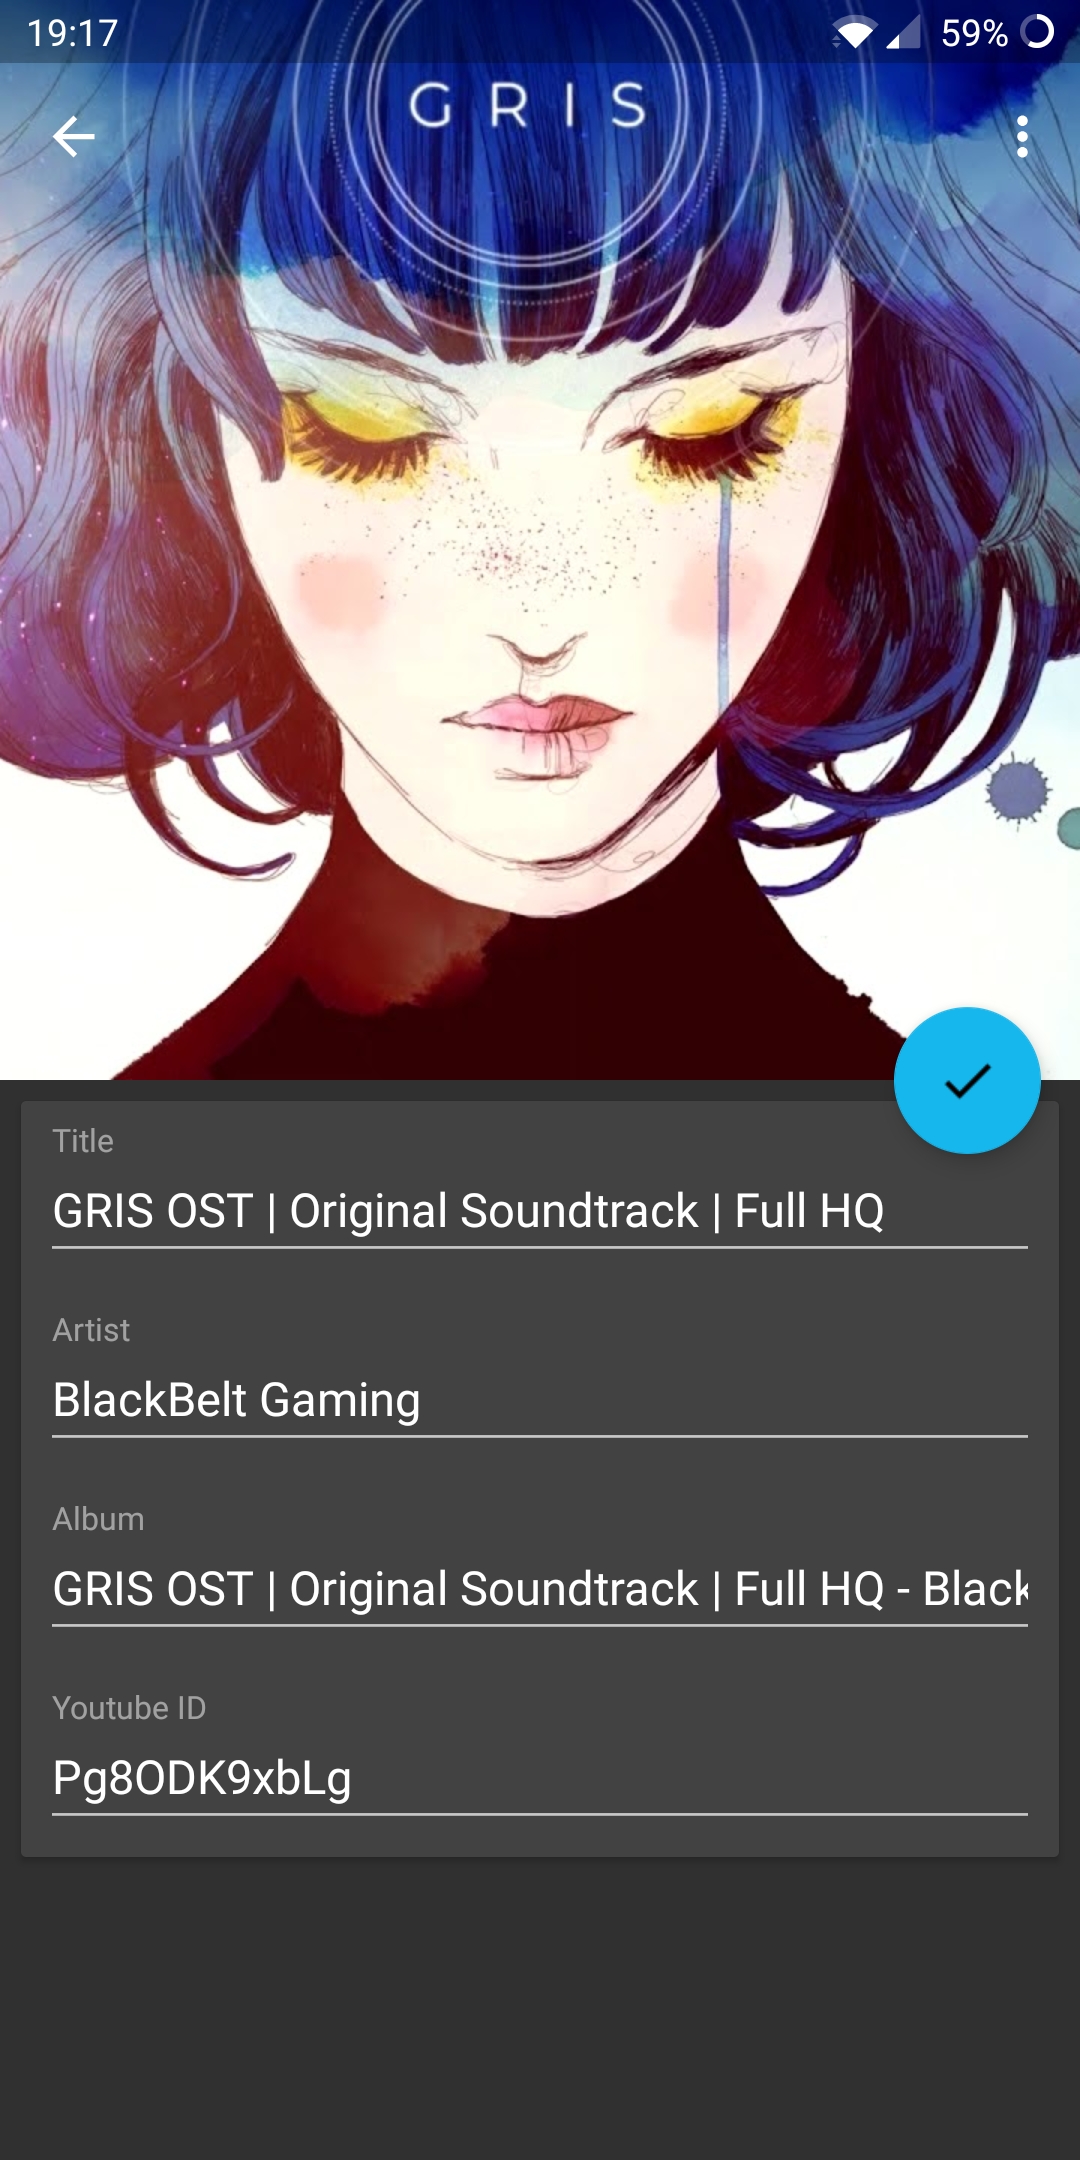 19:17 59%
GRIS
Title
GRIS OST | Original Soundtrack | Full HQ
Artist
BlackBelt Gaming
Album
GRIS OST | Original Soundtrack | Full HQ - Black
Youtube ID
Pg8ODK9xbLg